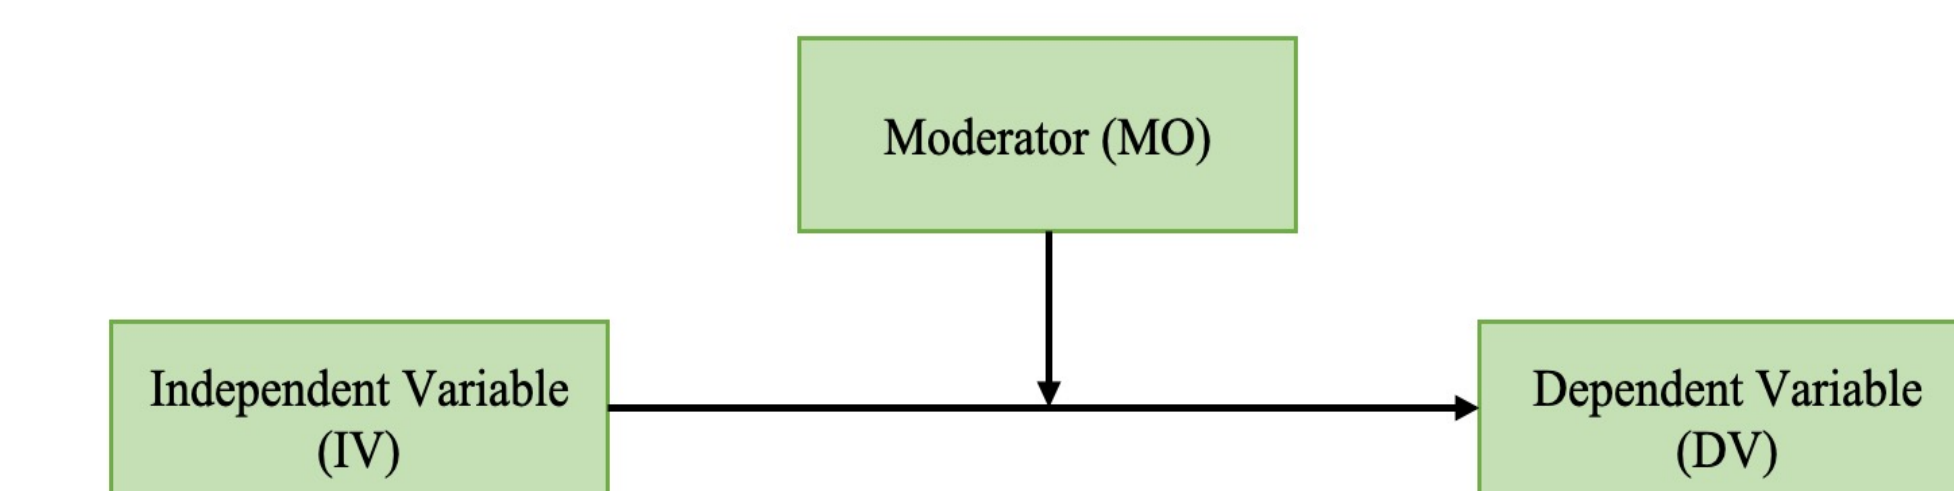 Moderator (MO)
Independent Variable
(IV)
Dependent Variable
(DV)